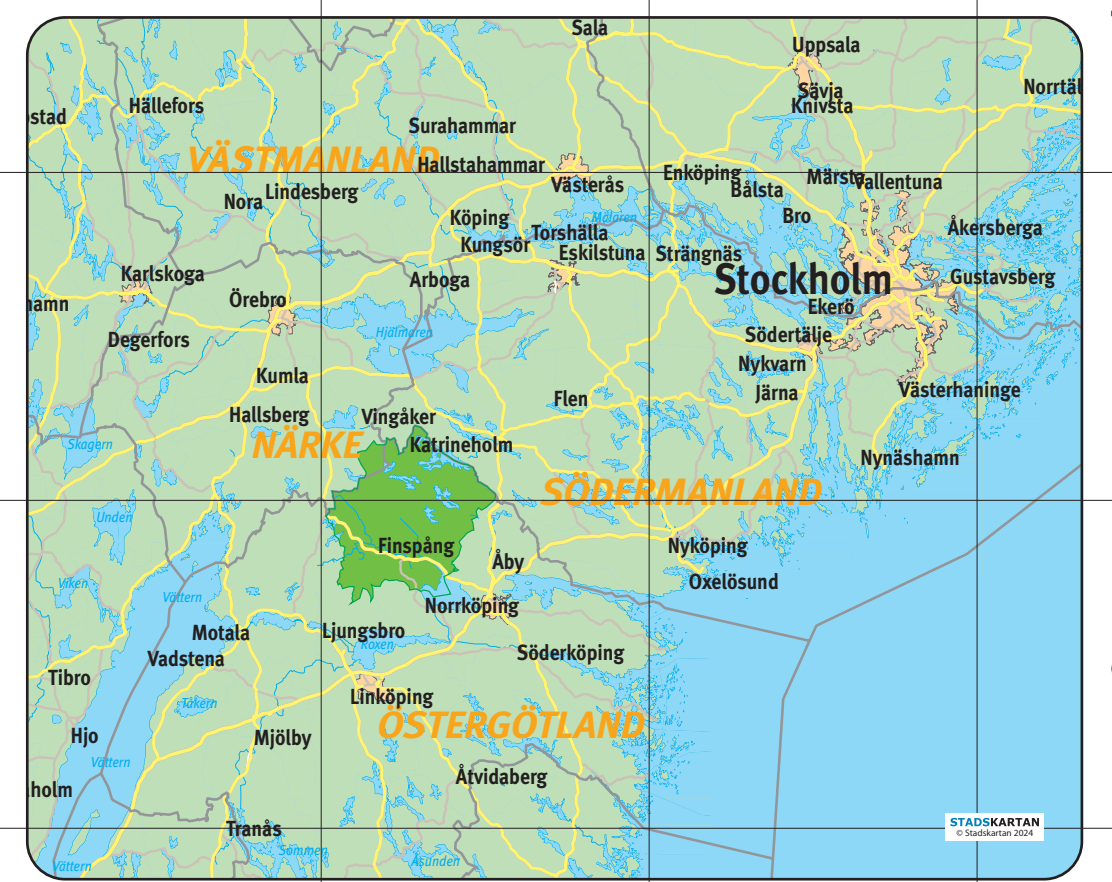 Sala
Uppsala
Sävja
Knivsta
Norrtäl
Hällefors
stad
Surahammar
VÄSTMANLAND
Hallstahammar
Västerås
Enköping
Bålsta
Märsta
Vallentuna
Lindesberg
Nora
Köping
Mälaren
Bro
Åkersberga
Torshälla
Kungsör
Eskilstuna
Strängnäs
Karlskoga
Arboga
Stockholm
Gustavsberg
Örebro
hamn
Ekerö
Hjälmaren
Degerfors
Södertälje
Nykvarn
Kumla
Järna
Västerhaninge
Flen
Hallsberg
Vingåker
NÄRKE
Katrineholm
Skagern
Nynäshamn
SÖDERMANLAND
Unden
Finspång
Nyköping
Åby
Oxelösund
Viken
Vättern
Norrköping
Motala
Ljungsbro
Roxen
Söderköping
Vadstena
Tibro
Linköping
Tåkern
ÖSTERGÖTLAND
Hjo
Mjölby
Vättern
Åtvidaberg
holm
STADSKARTAN
© Stadskartan 2024
Tranås
Sommen
Åsunden
Vättern